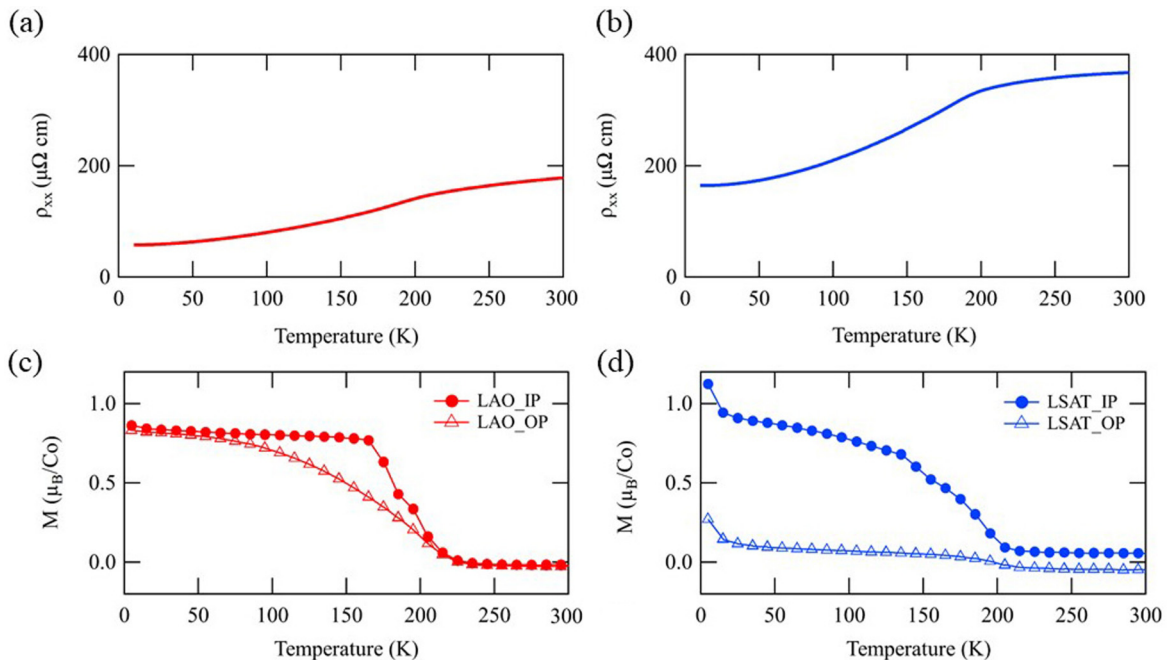 (a)
400
200
0
ρxx (μΩ cm)
0 50 100 150 200 250 300
Temperature (K)
(b)
400
200
0
ρxx (μΩ cm)
0 50 100 150 200 250 300
Temperature (K)
(c)
1.0
0.5
0.0
M (μB/Co)
LAO_IP
LAO_OP
0 50 100 150 200 250 300
Temperature (K)
(d)
1.0
0.5
0.0
M (μB/Co)
LSAT_IP
LSAT_OP
0 50 100 150 200 250 300
Temperature (K)